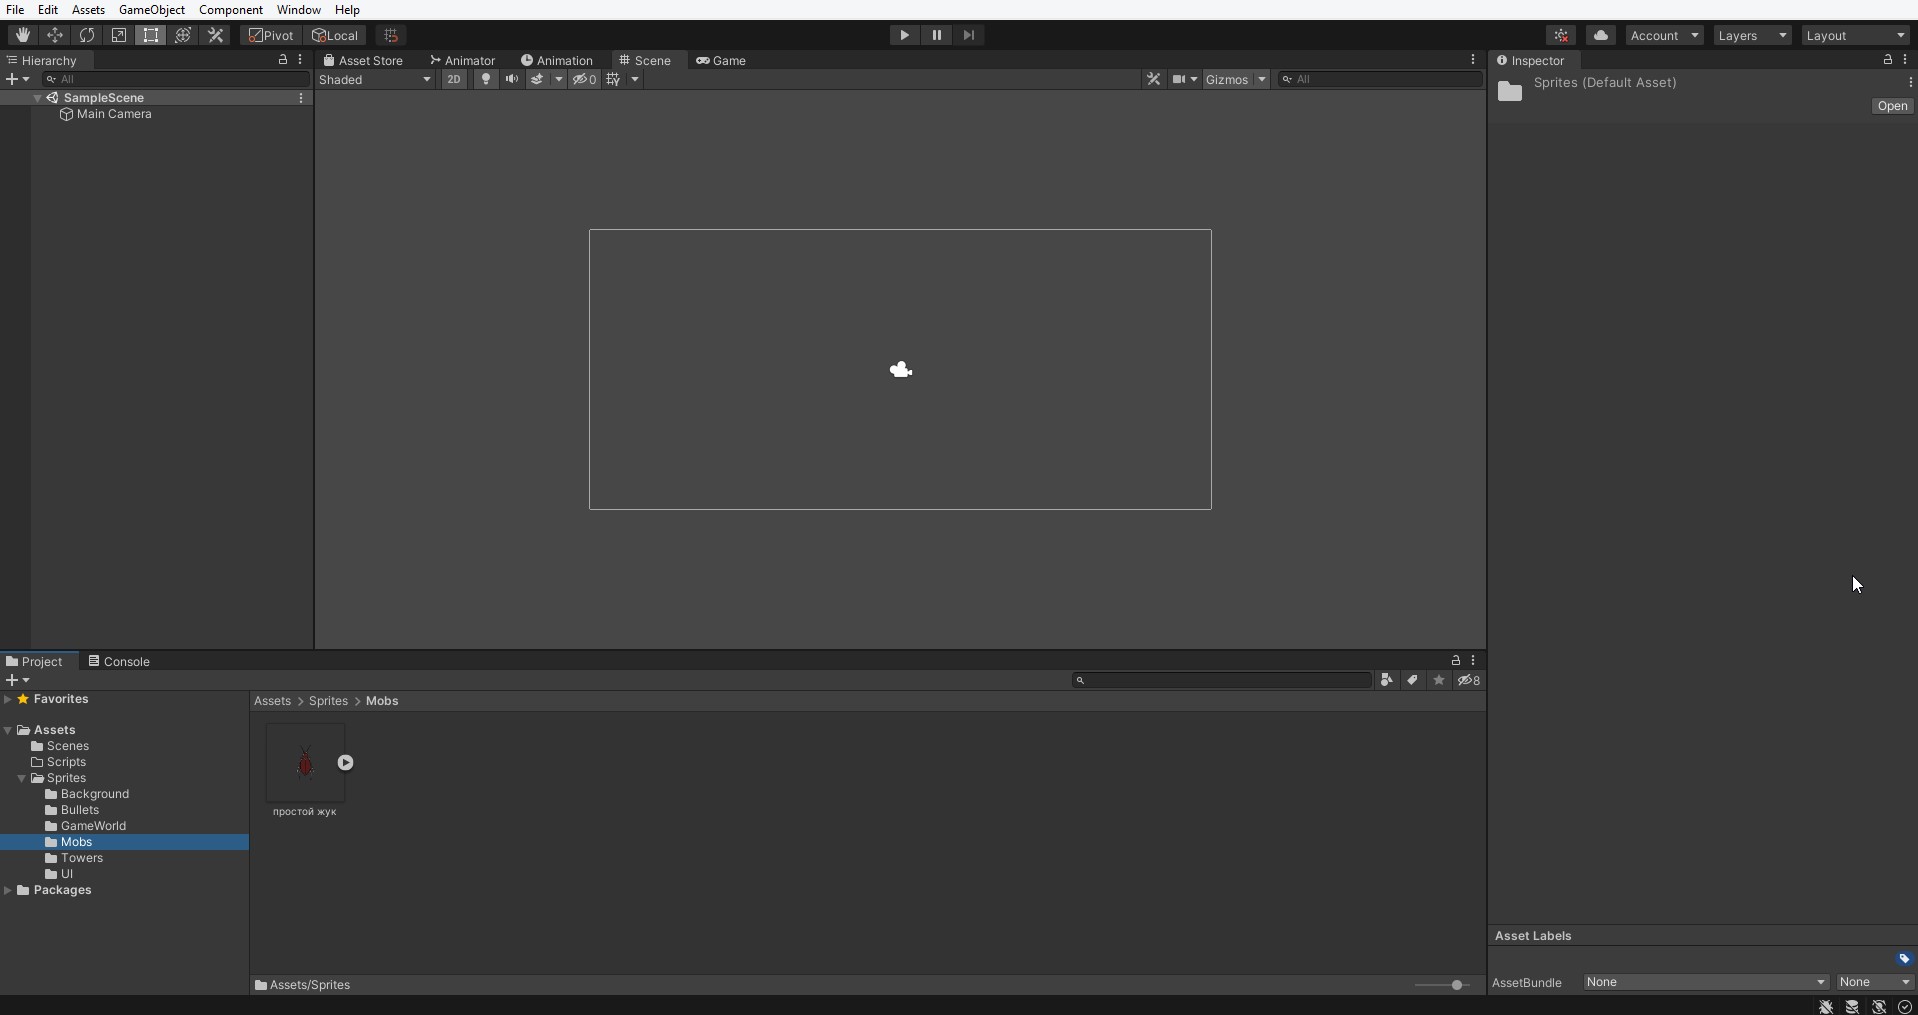 File Edit Assets GameObject Component Window Help
Pivot Local Account Layers Layout
Hierarchy
All
SampleScene
Main Camera
Asset Store Animator Animation Scene Game
Shaded 2D 0 Gizmos All
Inspector
Sprites (Default Asset)
Open
Project Console
8
Favorites
Assets
Scenes
Scripts
Sprites
Background
Bullets
GameWorld
Mobs
Towers
UI
Packages
Assets > Sprites > Mobs
простой жук
Assets/Sprites
Asset Labels
AssetBundle None None